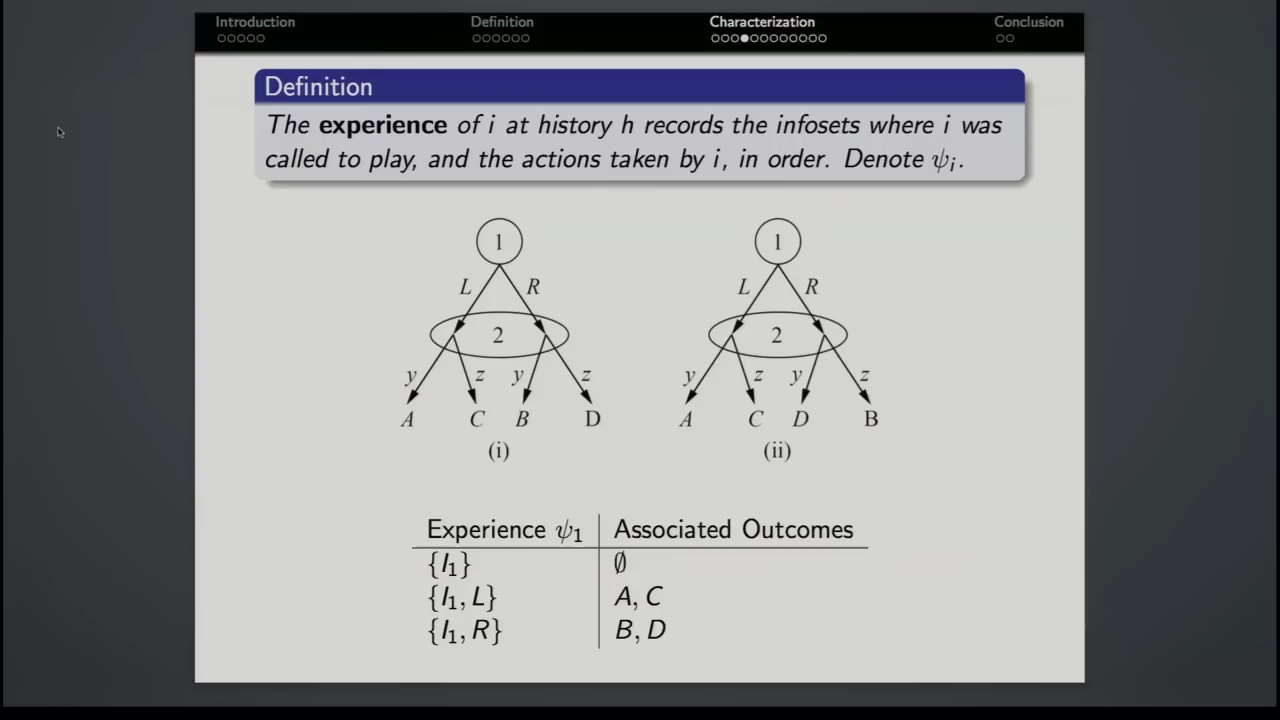 Introduction Definition Characterization Conclusion
Definition
The experience of i at history h records the infosets where i was
called to play, and the actions taken by i, in order. Denote ψi.
1 1
L R L R
2 2
y z y z y z y z
A C B D A C D B
(i) (ii)
Experience ψ1 Associated Outcomes
{I1} ∅
{I1, L} A, C
{I1, R} B, D